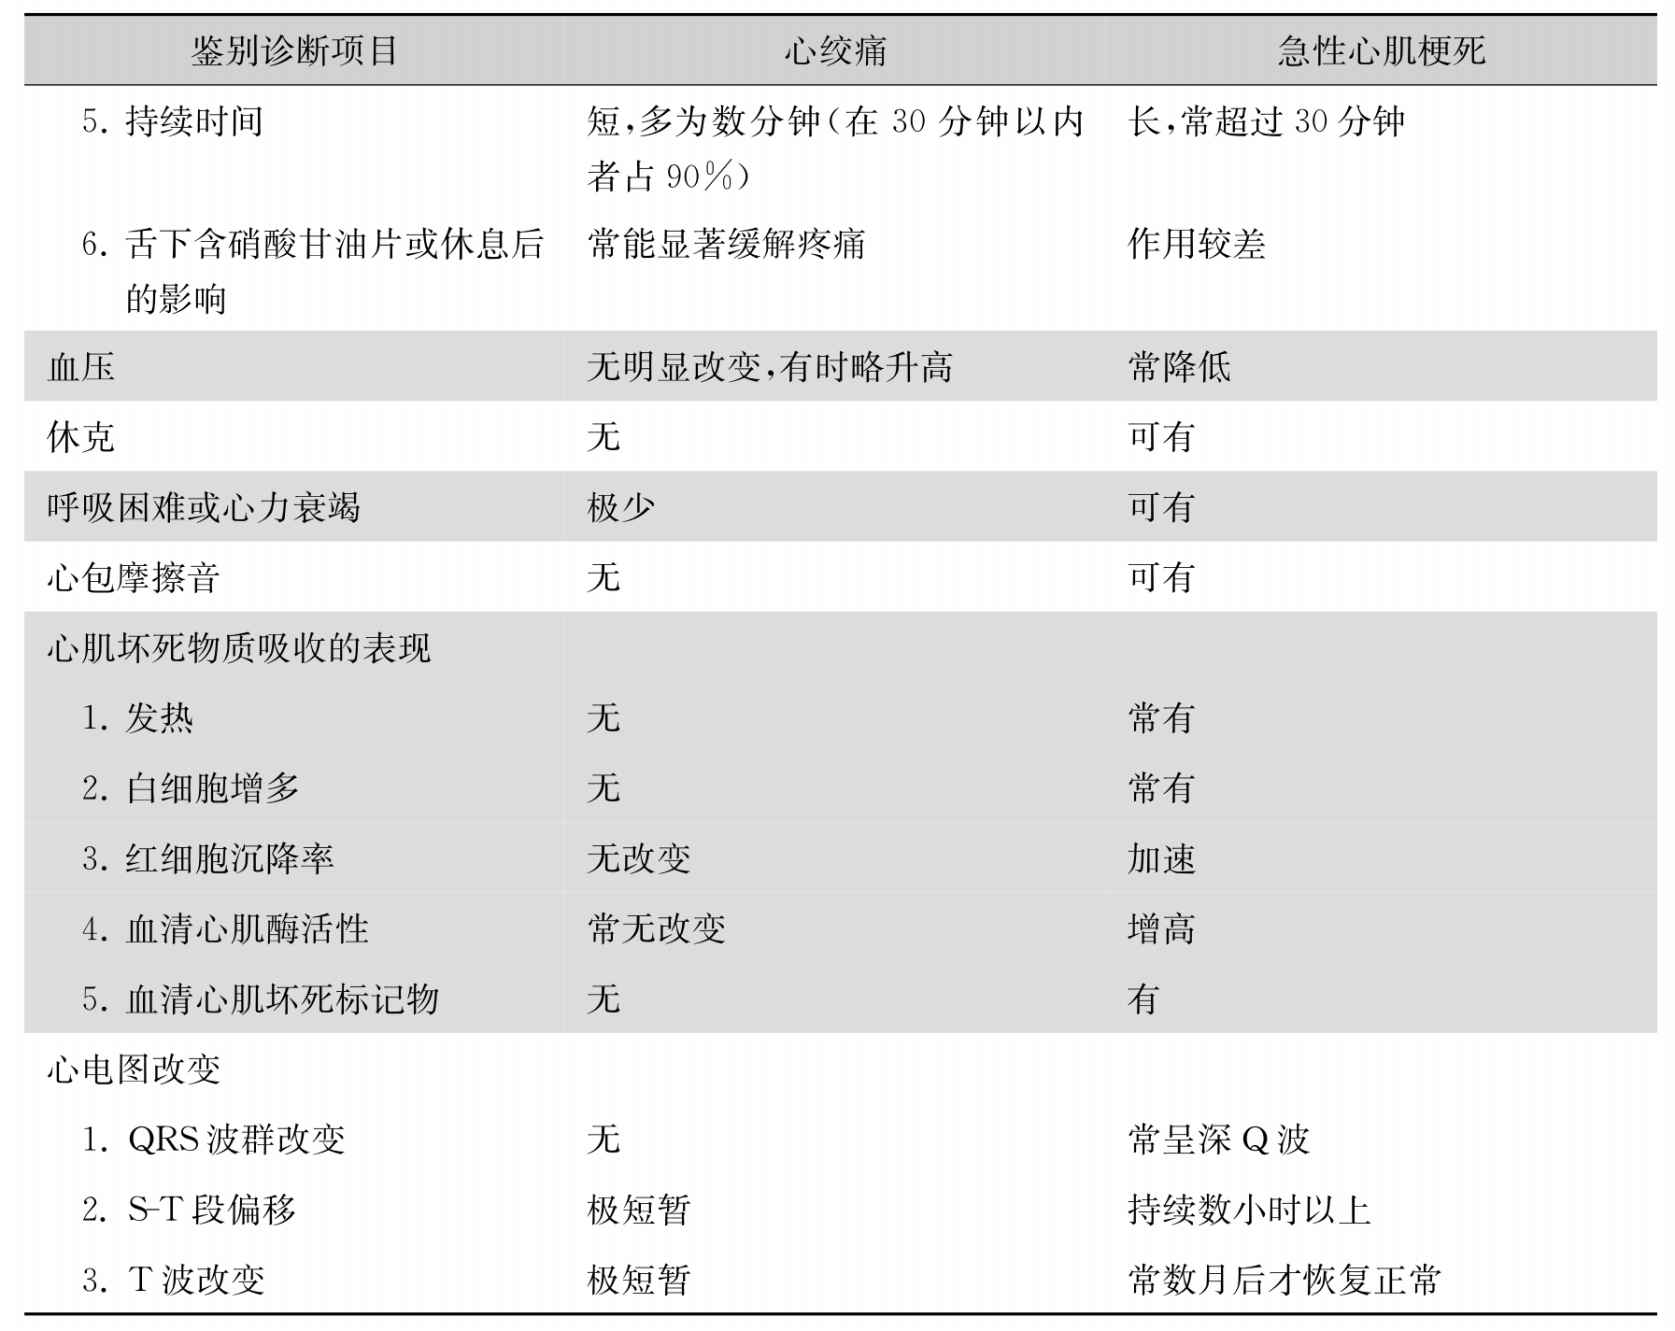 鉴别诊断项目 心绞痛 急性心肌梗死
5. 持续时间 短,多为数分钟(在 30 分钟以内 长,常超过 30 分钟
者占 90%)
6. 舌下含硝酸甘油片或休息后 常能显著缓解疼痛 作用较差
的影响
血压 无明显改变,有时略升高 常降低
休克 无 可有
呼吸困难或心力衰竭 极少 可有
心包摩擦音 无 可有
心肌坏死物质吸收的表现
1. 发热 无 常有
2. 白细胞增多 无 常有
3. 红细胞沉降率 无改变 加速
4. 血清心肌酶活性 常无改变 增高
5. 血清心肌坏死标记物 无 有
心电图改变
1. QRS 波群改变 无 常呈深 Q 波
2. S-T 段偏移 极短暂 持续数小时以上
3. T 波改变 极短暂 常数月后才恢复正常